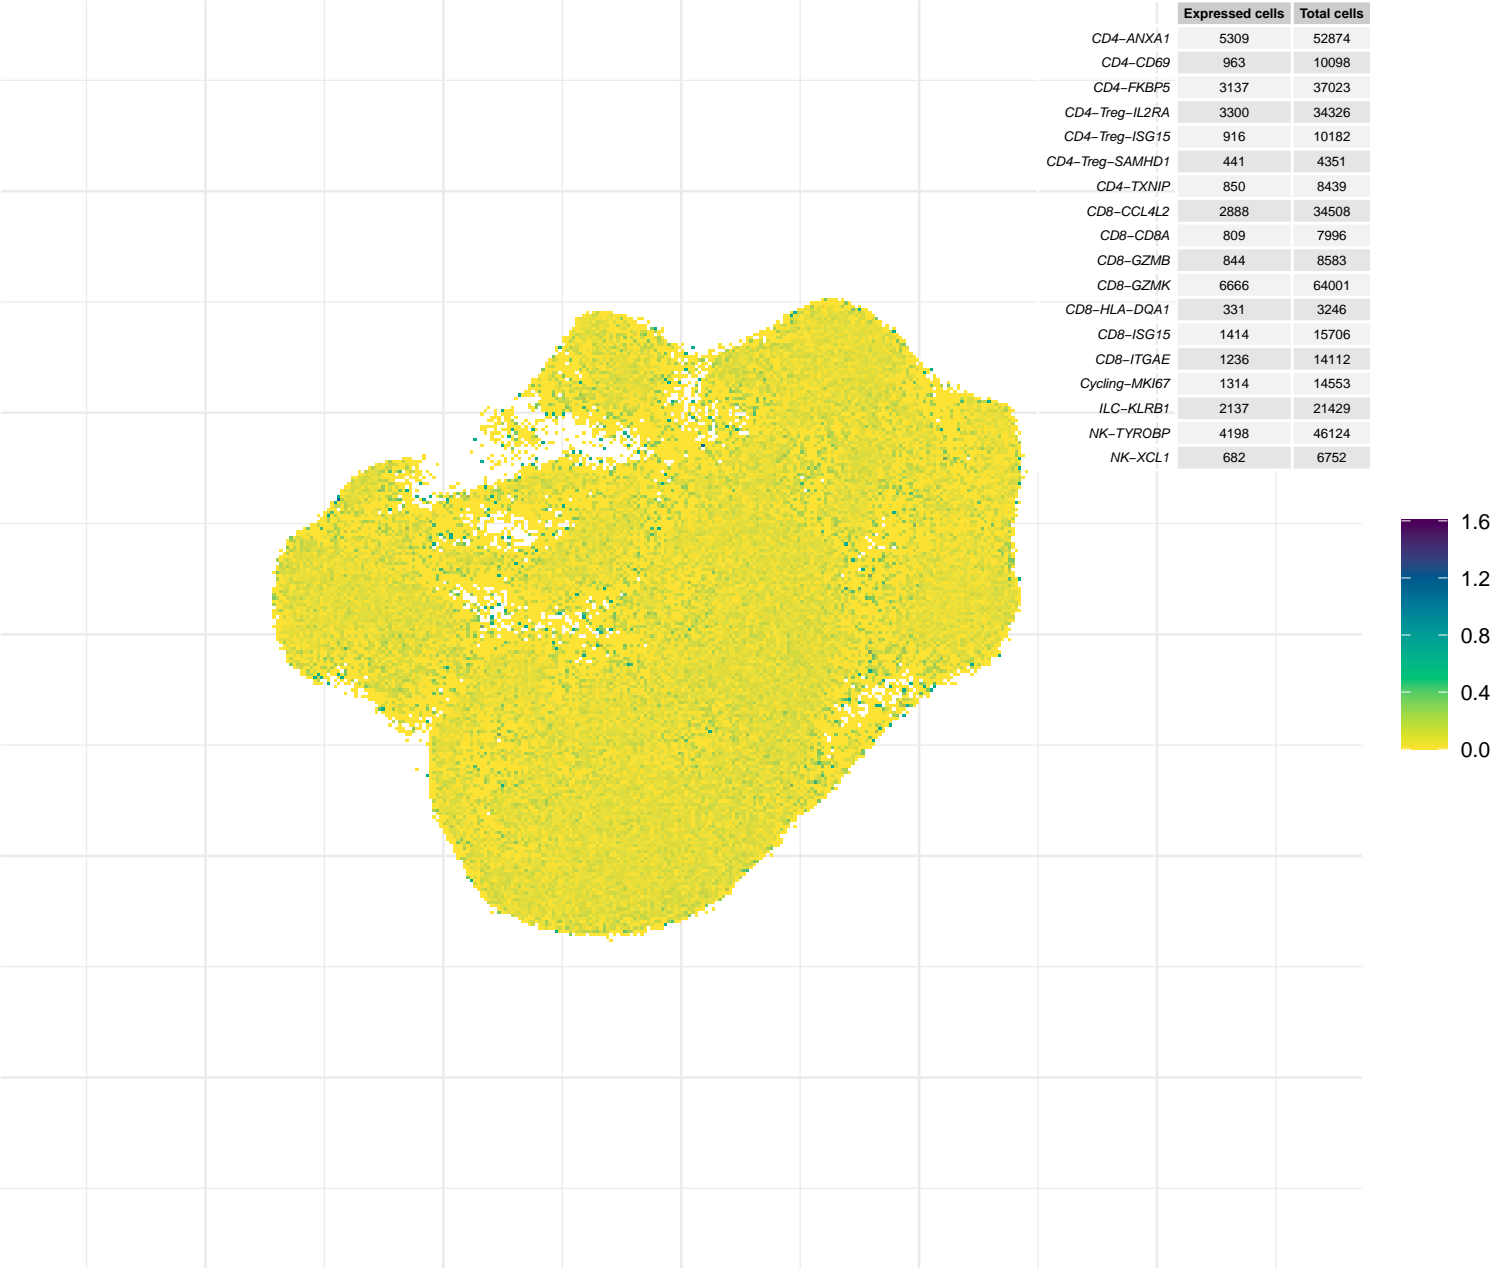 Expressed cells Total cells
CD4−ANXA1 5309 52874
CD4−CD69 963 10098
CD4−FKBP5 3137 37023
CD4−Treg−IL2RA 3300 34326
CD4−Treg−ISG15 916 10182
CD4−Treg−SAMHD1 441 4351
CD4−TXNIP 850 8439
CD8−CCL4L2 2888 34508
CD8−CD8A 809 7996
CD8−GZMB 844 8583
CD8−GZMK 6666 64001
CD8−HLA−DQA1 331 3246
CD8−ISG15 1414 15706
CD8−ITGAE 1236 14112
Cycling−MKI67 1314 14553
ILC−KLRB1 2137 21429
NK−TYROBP 4198 46124
NK−XCL1 682 6752
1.6
1.2
0.8
0.4
0.0